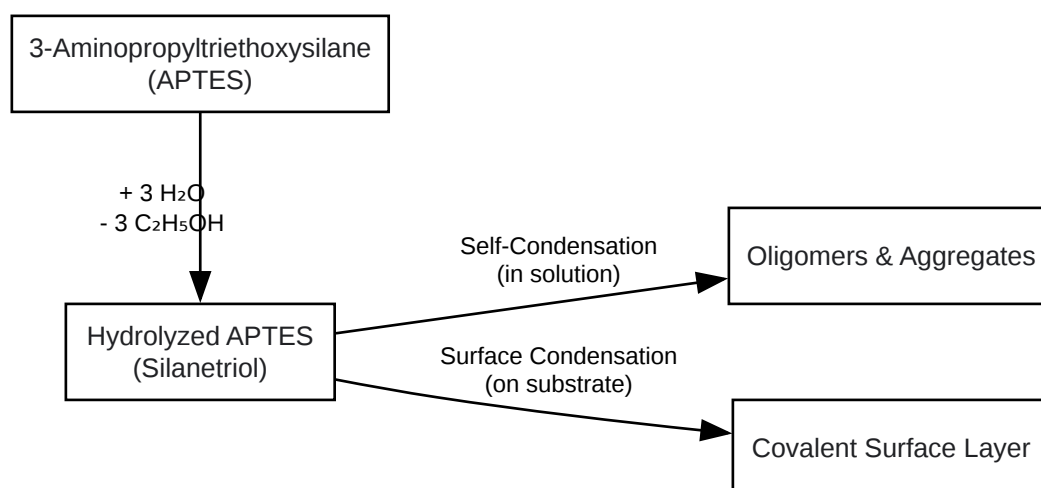 3-Aminopropyltriethoxysilane
(APTES)
+ 3 H₂O
- 3 C₂H₅OH
Hydrolyzed APTES
(Silanetriol)
Self-Condensation
(in solution)
Oligomers & Aggregates
Surface Condensation
(on substrate)
Covalent Surface Layer